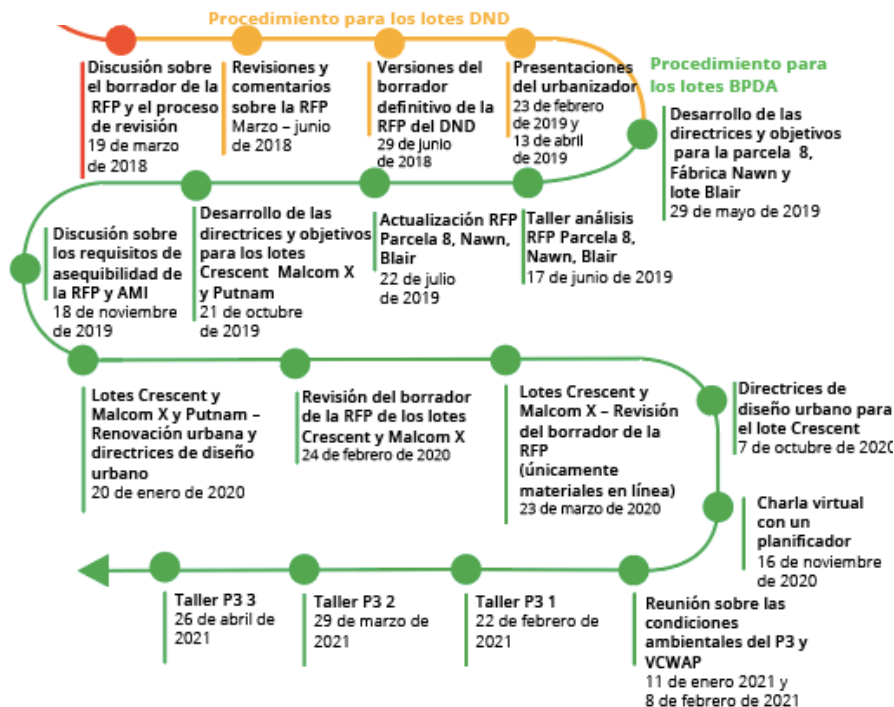 Procedimiento para los lotes DND
Discusión sobre
el borrador de la
RFP y el proceso
de revisión
19 de marzo
de 2018
Revisiones y
comentarios
sobre la RFP
Marzo – junio
de 2018
Versiones del
borrador
definitivo de la
RFP del DND
29 de junio
de 2018
Presentaciones
del urbanizador
23 de febrero
de 2019 y
13 de abril
de 2019
Procedimiento para
los lotes BPDA
Desarrollo de las
directrices y objetivos
para la parcela 8,
Fábrica Nawn y
lote Blair
29 de mayo de 2019
Taller análisis
RFP Parcela 8,
Nawn, Blair
17 de junio de 2019
Actualización RFP
Parcela 8, Nawn,
Blair
22 de julio
de 2019
Desarrollo de las
directrices y objetivos
para los lotes
Crescent Malcom X
y Putnam
21 de octubre
de 2019
Discusión sobre
los requisitos de
asequibilidad de
la RFP y AMI
18 de noviembre
de 2019
Lotes Crescent y
Malcom X y Putnam –
Renovación urbana y
directrices de diseño
urbano
20 de enero de 2020
Revisión del borrador
de la RFP de los lotes
Crescent y Malcom X
24 de febrero de 2020
Lotes Crescent y
Malcom X – Revisión
del borrador de la
RFP
(únicamente
materiales en línea)
23 de marzo de 2020
Directrices de
diseño urbano para
el lote Crescent
7 de octubre de 2020
Charla virtual
con un
planificador
16 de noviembre
de 2020
Reunión sobre las
condiciones
ambientales del P3 y
VCWAP
11 de enero 2021 y
8 de febrero de 2021
Taller P3 1
22 de febrero de
2021
Taller P3 2
29 de marzo de
2021
Taller P3 3
26 de abril de
2021